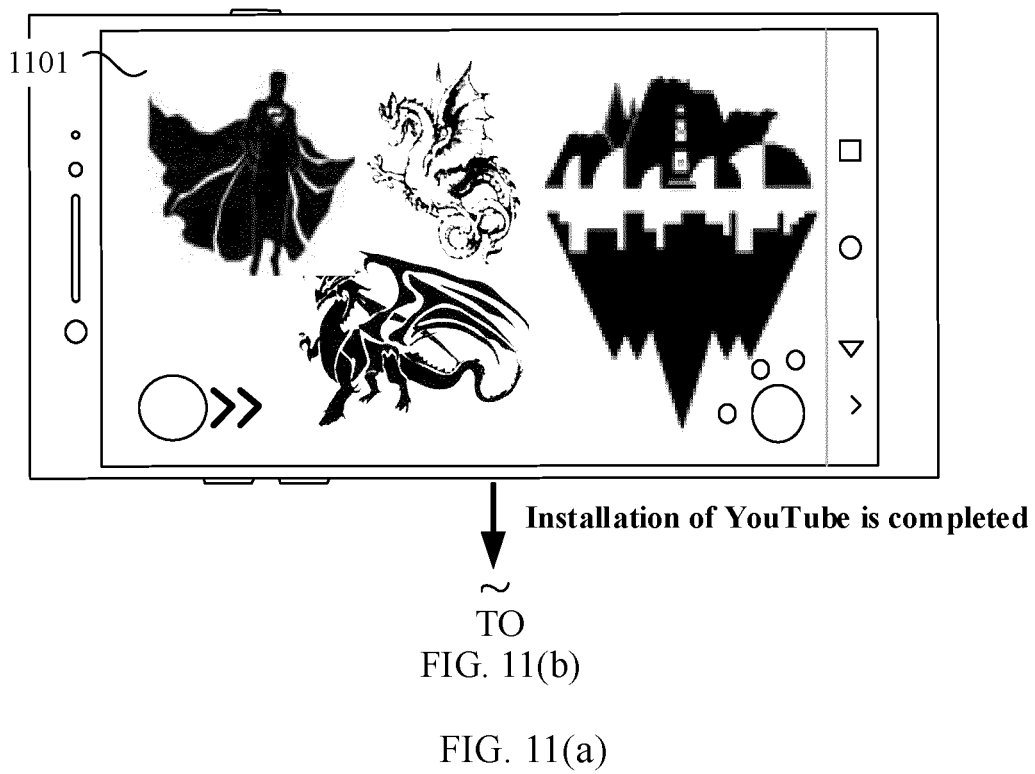 1101
Installation of YouTube is completed
~
TO
FIG. 11(b)
FIG. 11(a)